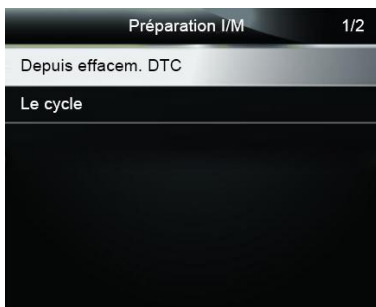 Préparation I/M 1/2
Depuis effacem. DTC
Le cycle